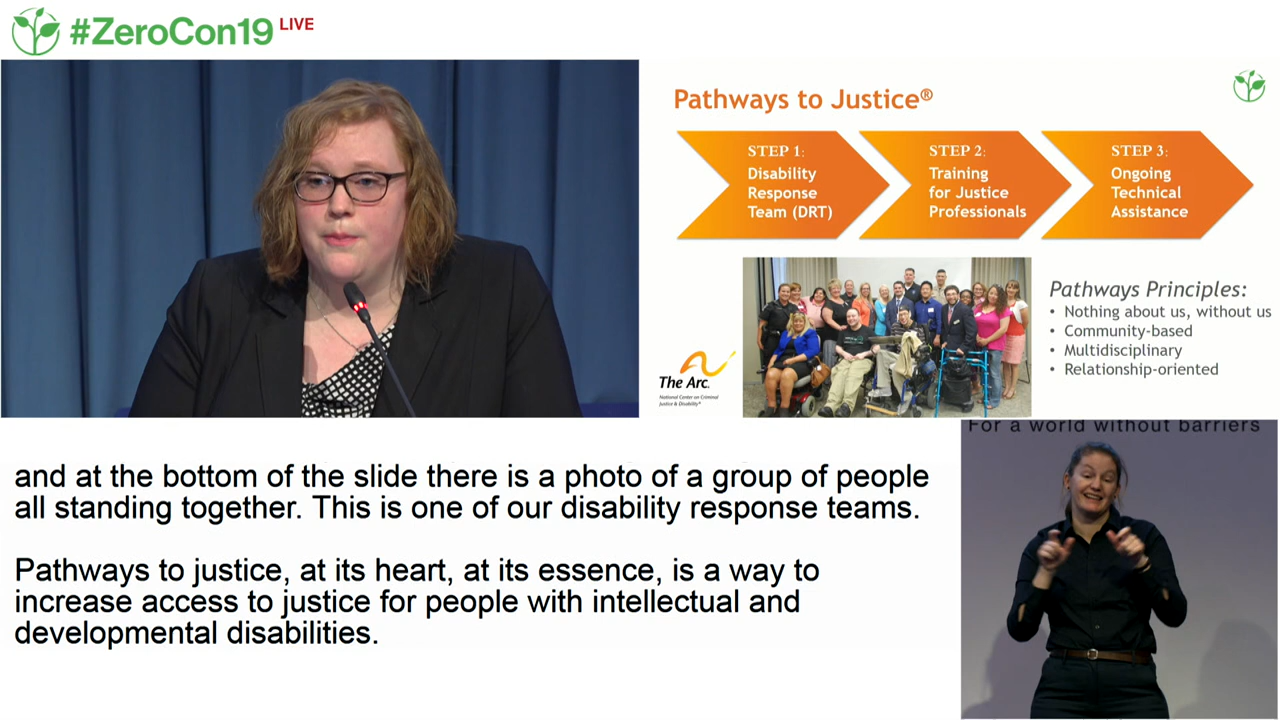 #ZeroCon19 LIVE
Pathways to Justice®
STEP 1:
Disability
Response
Team (DRT)
STEP 2:
Training
for Justice
Professionals
STEP 3:
Ongoing
Technical
Assistance
The Arc.
National Center on Criminal
Justice & Disability®
Pathways Principles:
• Nothing about us, without us
• Community-based
• Multidisciplinary
• Relationship-oriented
and at the bottom of the slide there is a photo of a group of people
all standing together. This is one of our disability response teams.
Pathways to justice, at its heart, at its essence, is a way to
increase access to justice for people with intellectual and
developmental disabilities.
For a world without barriers